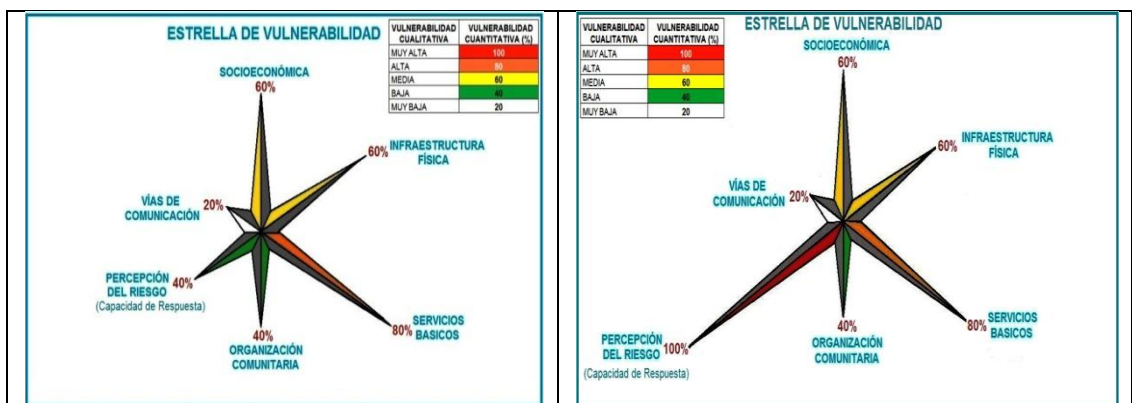 ESTRELLA DE VULNERABILIDAD
VULNERABILIDAD CUALITATIVA VULNERABILIDAD CUANTITATIVA (%)
MUY ALTA 100
ALTA 80
MEDIA 60
BAJA 40
MUY BAJA 20
SOCIOECONÓMICA
60%
60% INFRAESTRUCTURA
FÍSICA
VÍAS DE
COMUNICACIÓN
20%
PERCEPCIÓN
DEL RIESGO
40%
(Capacidad de Respuesta)
40%
ORGANIZACIÓN
COMUNITARIA
80%
SERVICIOS
BASICOS
ESTRELLA DE VULNERABILIDAD
VULNERABILIDAD CUALITATIVA VULNERABILIDAD CUANTITATIVA (%)
MUY ALTA 100
ALTA 80
MEDIA 60
BAJA 40
MUY BAJA 20
SOCIOECONÓMICA
60%
60% INFRAESTRUCTURA
FÍSICA
VÍAS DE
COMUNICACIÓN
20%
PERCEPCIÓN
DEL RIESGO
100%
(Capacidad de Respuesta)
40%
ORGANIZACIÓN
COMUNITARIA
80%
SERVICIOS
BASICOS